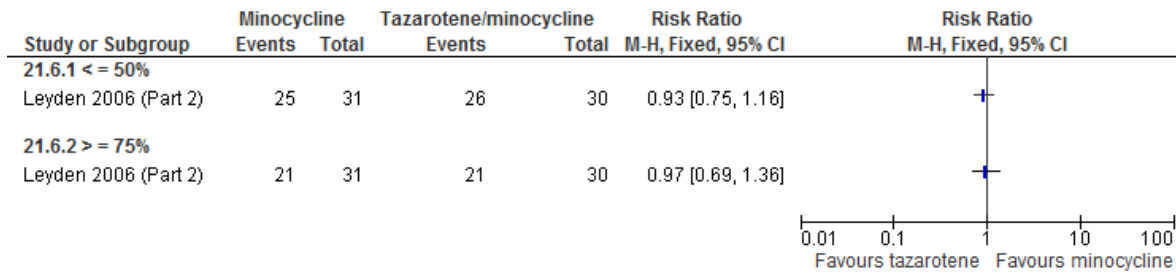 Minocycline Tazarotene/minocycline Risk Ratio Risk Ratio
Study or Subgroup Events Total Events Total M-H, Fixed, 95% CI M-H, Fixed, 95% CI
21.6.1 < = 50%
Leyden 2006 (Part 2) 25 31 26 30 0.93 [0.75, 1.16]
21.6.2 > = 75%
Leyden 2006 (Part 2) 21 31 21 30 0.97 [0.69, 1.36]
0.01 0.1 1 10 100
Favours tazarotene Favours minocycline